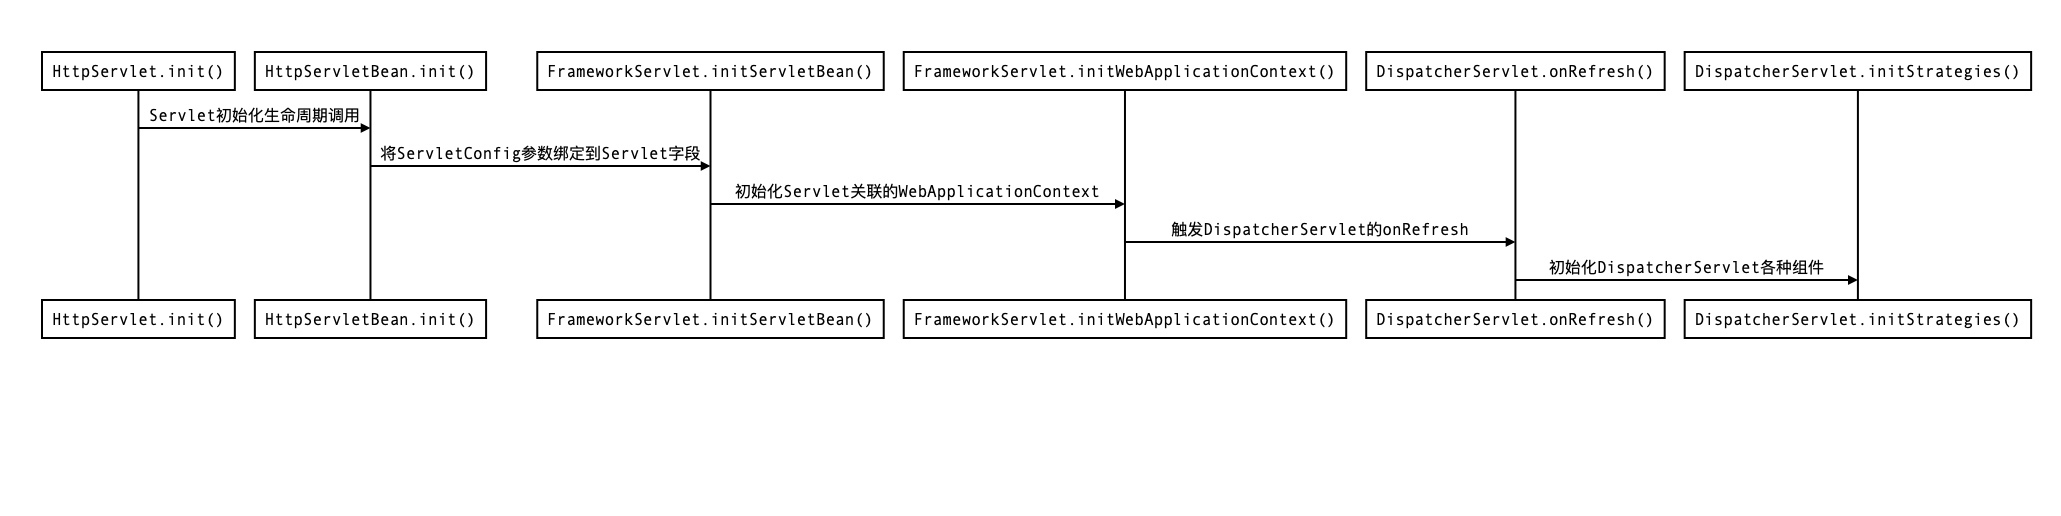 HttpServlet.init()
HttpServletBean.init()
FrameworkServlet.initServletBean()
FrameworkServlet.initWebApplicationContext()
DispatcherServlet.onRefresh()
DispatcherServlet.initStrategies()
Servlet初始化生命周期调用
将ServletConfig参数绑定到Servlet字段
初始化Servlet关联的WebApplicationContext
触发DispatcherServlet的onRefresh
初始化DispatcherServlet各种组件
HttpServlet.init()
HttpServletBean.init()
FrameworkServlet.initServletBean()
FrameworkServlet.initWebApplicationContext()
DispatcherServlet.onRefresh()
DispatcherServlet.initStrategies()